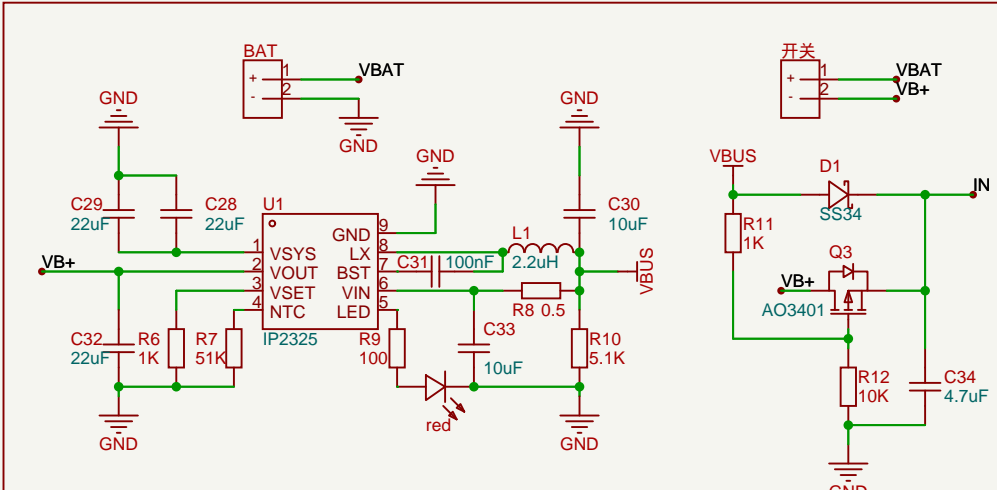 BAT
+ 1
- 2
VBAT
GND
开关
+ 1
- 2
VBAT
VB+
GND
GND
GND
C29
22uF
C28
22uF
U1
IP2325
1 VSYS
2 VOUT
3 VSET
4 NTC
GND 9
LX 8
BST 7
VIN 6
LED 5
VB+
C32
22uF
R6
1K
R7
51K
GND
C31 100nF
L1
2.2uH
C30
10uF
VBUS
R8 0.5
R9
100
C33
10uF
R10
5.1K
red
GND
VBUS
D1
SS34
IN
R11
1K
Q3
VB+
AO3401
R12
10K
C34
4.7uF
GND